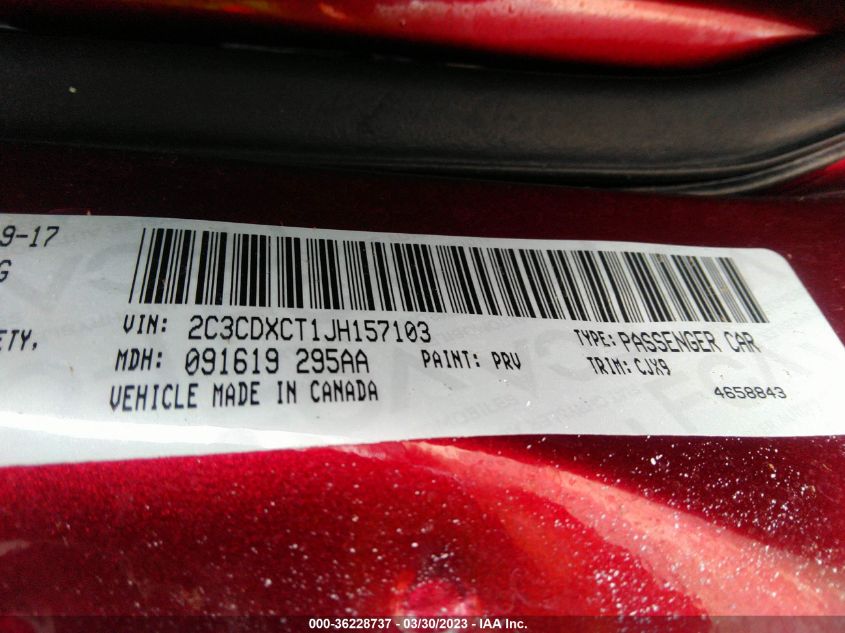 9-17
G
ETY,
VIN: 2C3CDXCT1JH157103
TYPE: PASSENGER CAR
MDH: 091619 295AA
PAINT: PRV
TRIM: CJX9
VEHICLE MADE IN CANADA
4658843
000-36228737 - 03/30/2023 - IAA Inc.